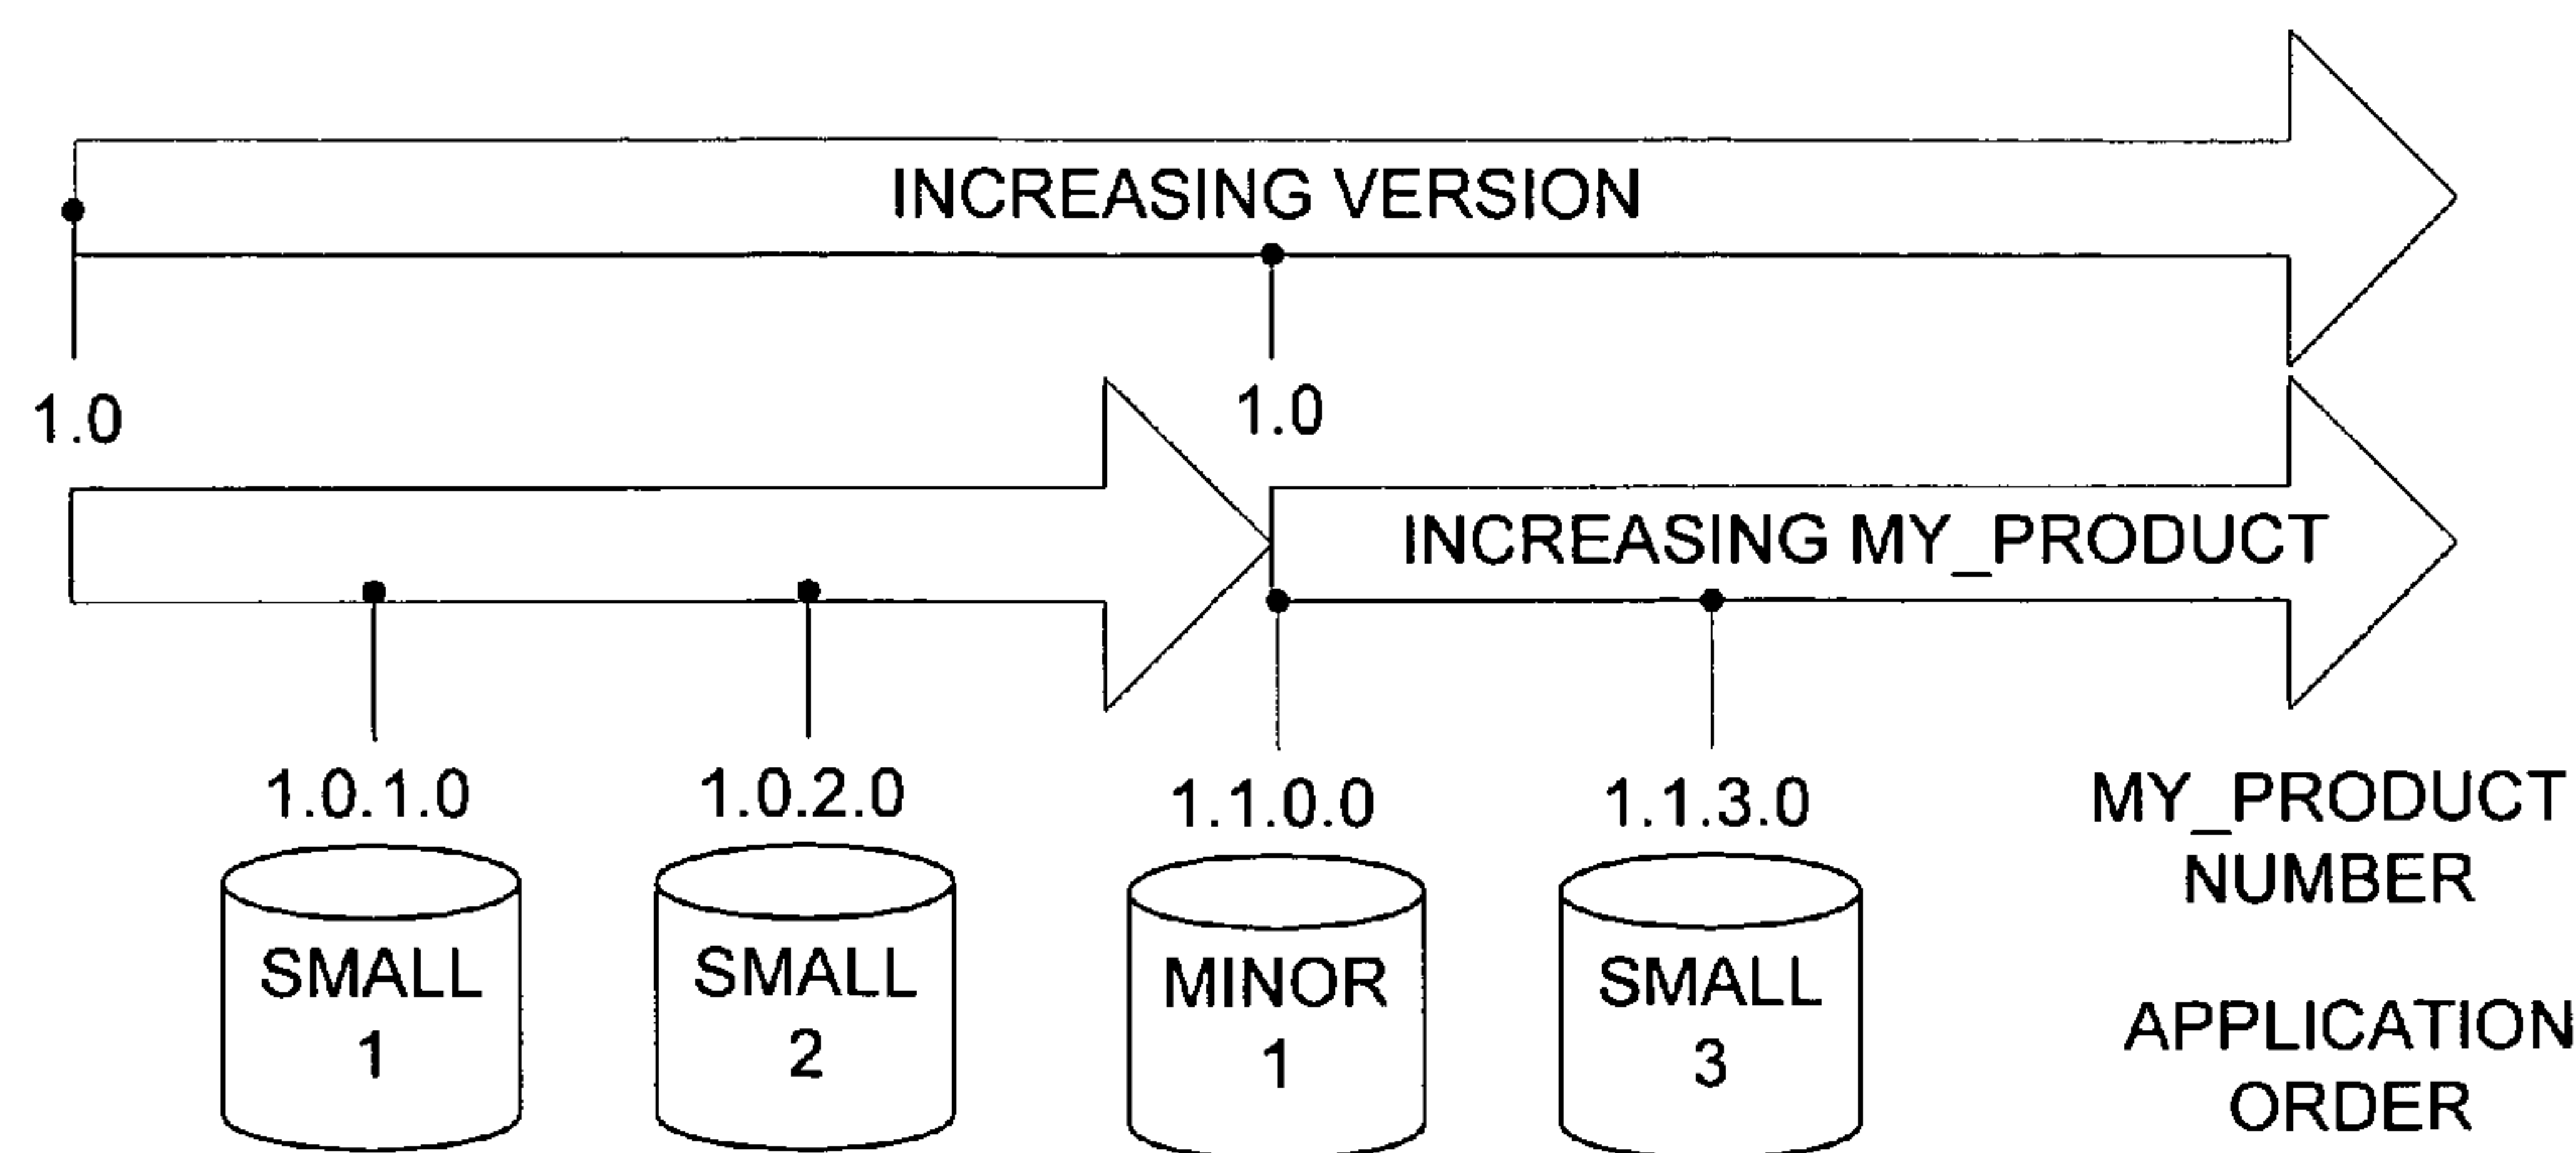 INCREASING VERSION
1.0
1.0
INCREASING MY_PRODUCT
1.0.1.0
1.0.2.0
1.1.0.0
1.1.3.0
MY_PRODUCT
NUMBER
SMALL
1
SMALL
2
MINOR
1
SMALL
3
APPLICATION
ORDER